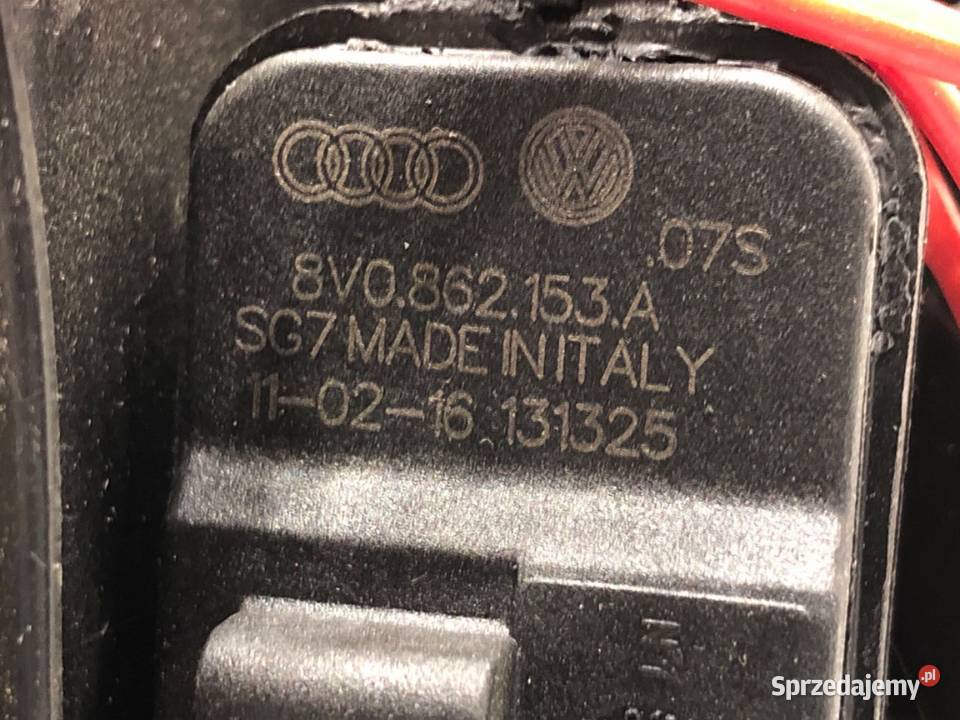 .07S
8V0.862.153.A
SG7 MADE IN ITALY
11-02-16 131325
Sprzedajemy.pl